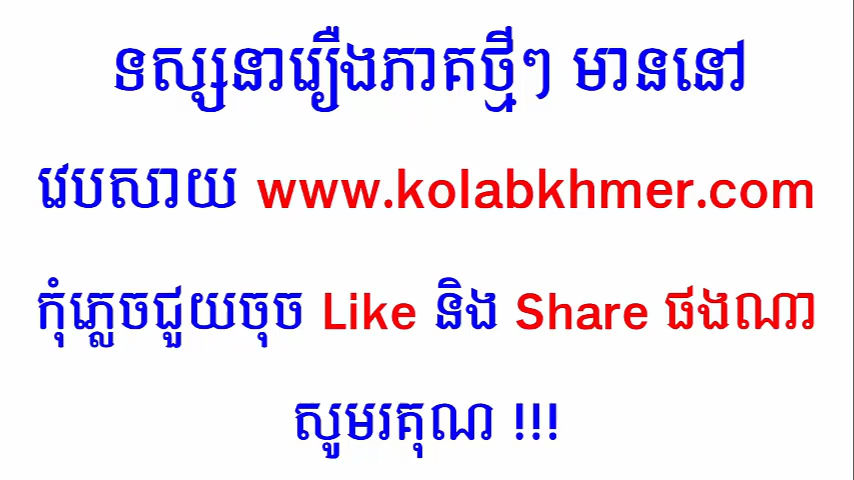 ទស្សនារឿងភាគថ្មីៗ មាននៅ
វេបសាយ www.kolabkhmer.com
កុំភ្លេចជួយចុច Like និង Share ផងណា
សូមរគុណ !!!